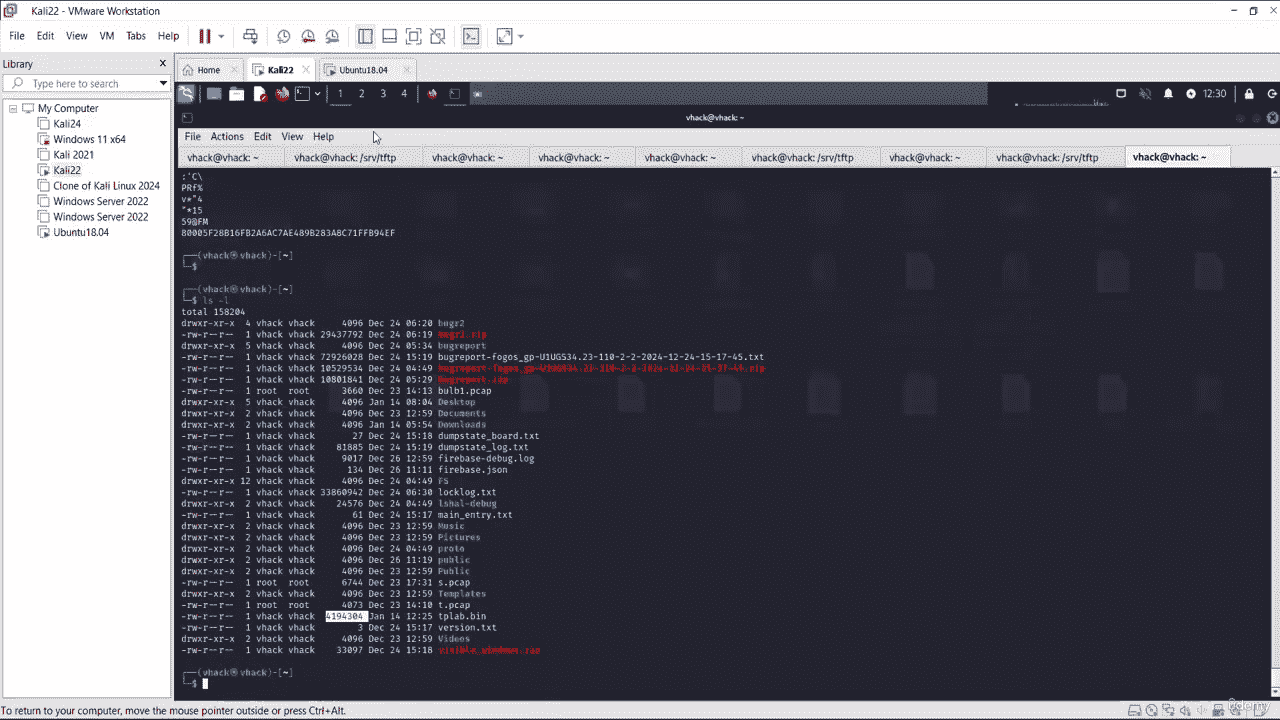 Kali22 - VMware Workstation
File Edit View VM Tabs Help
Library X
Type here to search
My Computer
Kali24
Windows 11 x64
Kali 2021
Kali22
Clone of Kali Linux 2024
Windows Server 2022
Windows Server 2022
Ubuntu18.04
Home Kali22 Ubuntu18.04
1 2 3 4 12:30
vhack@vhack: ~
File Actions Edit View Help
vhack@vhack: ~ vhack@vhack: /srv/tftp vhack@vhack: ~ vhack@vhack: ~ vhack@vhack: ~ vhack@vhack: /srv/tftp vhack@vhack: ~ vhack@vhack: /srv/tftp vhack@vhack: ~
:'C\
PRf%
v*"4
"*15
59@FM
80005F28B16FB2A6AC7AE489B283A8C71FFB94EF
(vhack@vhack)-[~]
$
(vhack@vhack)-[~]
$ ls -l
total 158204
drwxr-xr-x 4 vhack vhack 4096 Dec 24 06:20 bugr2
-rw-r--r-- 1 vhack vhack 29437792 Dec 24 06:19
drwxr-xr-x 5 vhack vhack 4096 Dec 24 05:34 bugreport
-rw-r--r-- 1 vhack vhack 72926028 Dec 24 15:19 bugreport-fogos_gp-U1UGS34.23-110-2-2-2024-12-24-15-17-45.txt
-rw-r--r-- 1 vhack vhack 10529534 Dec 24 04:49
-rw-r--r-- 1 vhack vhack 10801841 Dec 24 05:29 bugreport.zip
-rw-r--r-- 1 root root 3660 Dec 23 14:13 bulb1.pcap
drwxr-xr-x 5 vhack vhack 4096 Jan 14 08:04 Desktop
drwxr-xr-x 2 vhack vhack 4096 Dec 23 12:59 Documents
drwxr-xr-x 2 vhack vhack 4096 Jan 14 05:54 Downloads
-rw-r--r-- 1 vhack vhack 27 Dec 24 15:18 dumpstate_board.txt
-rw-r--r-- 1 vhack vhack 81885 Dec 24 15:19 dumpstate_log.txt
-rw-r--r-- 1 vhack vhack 9017 Dec 26 12:59 firebase-debug.log
-rw-r--r-- 1 vhack vhack 134 Dec 26 11:11 firebase.json
drwxr-xr-x 12 vhack vhack 4096 Dec 24 04:49 FS
-rw-r--r-- 1 vhack vhack 33860942 Dec 24 06:30 locklog.txt
drwxr-xr-x 2 vhack vhack 24576 Dec 24 04:49 lshal-debug
-rw-r--r-- 1 vhack vhack 61 Dec 24 15:17 main_entry.txt
drwxr-xr-x 2 vhack vhack 4096 Dec 23 12:59 Music
drwxr-xr-x 2 vhack vhack 4096 Dec 23 12:59 Pictures
drwxr-xr-x 2 vhack vhack 4096 Dec 24 04:49 proto
drwxr-xr-x 2 vhack vhack 4096 Dec 26 11:19 public
drwxr-xr-x 2 vhack vhack 4096 Dec 23 12:59 Public
-rw-r--r-- 1 root root 6744 Dec 23 17:31 s.pcap
drwxr-xr-x 2 vhack vhack 4096 Dec 23 12:59 Templates
-rw-r--r-- 1 root root 4073 Dec 23 14:10 t.pcap
-rw-r--r-- 1 vhack vhack 4194304 Jan 14 12:25 tplab.bin
-rw-r--r-- 1 vhack vhack 3 Dec 24 15:17 version.txt
drwxr-xr-x 2 vhack vhack 4096 Dec 23 12:59 Videos
-rw-r--r-- 1 vhack vhack 33097 Dec 24 15:18
(vhack@vhack)-[~]
$
To return to your computer, move the mouse pointer outside or press Ctrl+Alt.
udemy